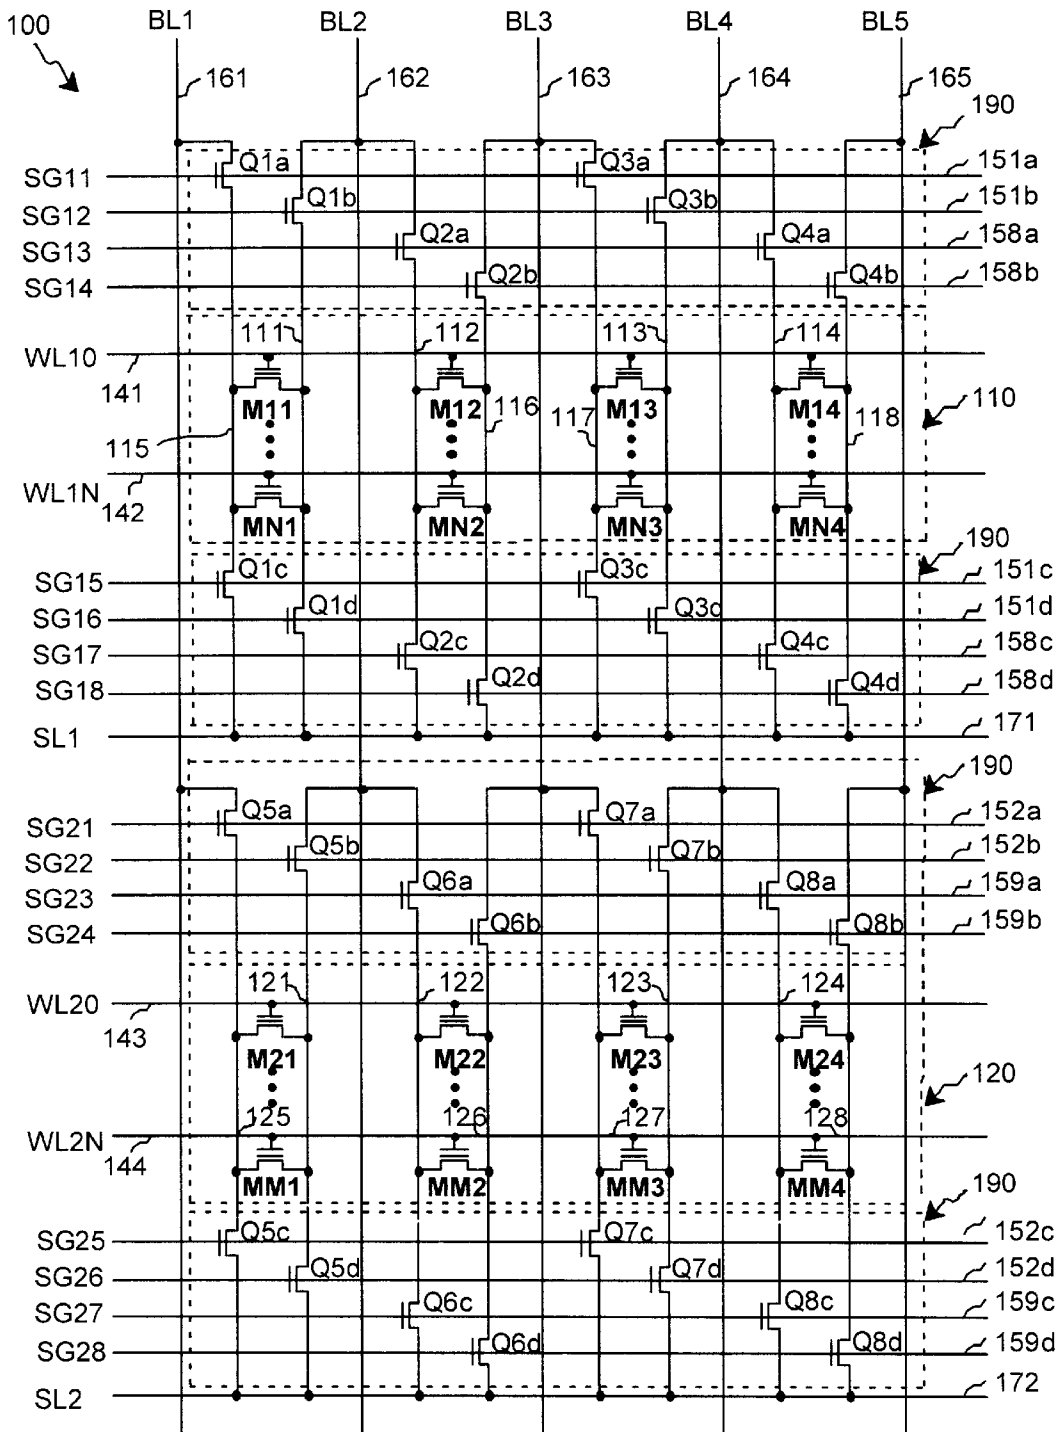 100
BL1 BL2 BL3 BL4 BL5
161 162 163 164 165
190
SG11 Q1a Q3a 151a
SG12 Q1b Q3b 151b
SG13 Q2a Q4a 158a
SG14 Q2b Q4b 158b
111 112 113 114
WL10
141
M11 M12 M13 M14
110
115 116 117 118
WL1N
142
MN1 MN2 MN3 MN4
190
SG15 Q1c Q3c 151c
SG16 Q1d Q3d 151d
SG17 Q2c Q4c 158c
SG18 Q2d Q4d 158d
SL1 171
190
SG21 Q5a Q7a 152a
SG22 Q5b Q7b 152b
SG23 Q6a Q8a 159a
SG24 Q6b Q8b 159b
121 122 123 124
WL20
143
M21 M22 M23 M24
120
125 126 127 128
WL2N
144
MM1 MM2 MM3 MM4
190
SG25 Q5c Q7c 152c
SG26 Q5d Q7d 152d
SG27 Q6c Q8c 159c
SG28 Q6d Q8d 159d
SL2 172